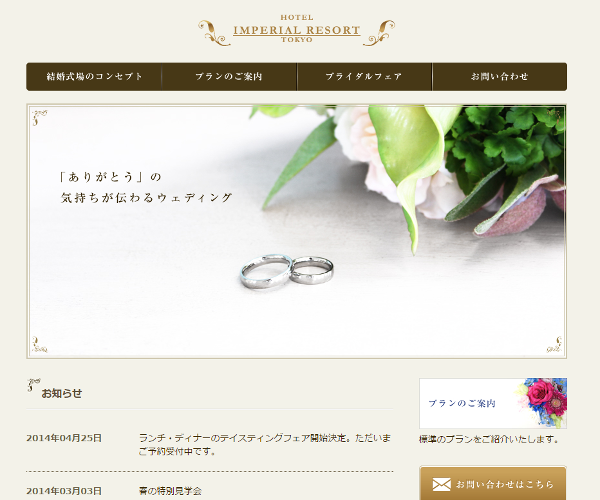 HOTEL
IMPERIAL RESORT
TOKYO
結婚式場のコンセプト
プランのご案内
ブライダルフェア
お問い合わせ
「ありがとう」の
気持ちが伝わるウェディング
お知らせ
2014年04月25日
ランチ・ディナーのテイスティングフェア開始決定。ただいま
ご予約受付中です。
2014年03月03日
春の特別見学会
プランのご案内
標準のプランをご紹介いたします。
お問い合わせはこちら